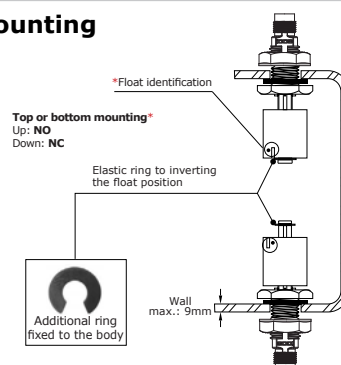 ounting
*Float identification
Top or bottom mounting*
Up: NO
Down: NC
Elastic ring to inverting
the float position
Additional ring
fixed to the body
Wall
max.: 9mm